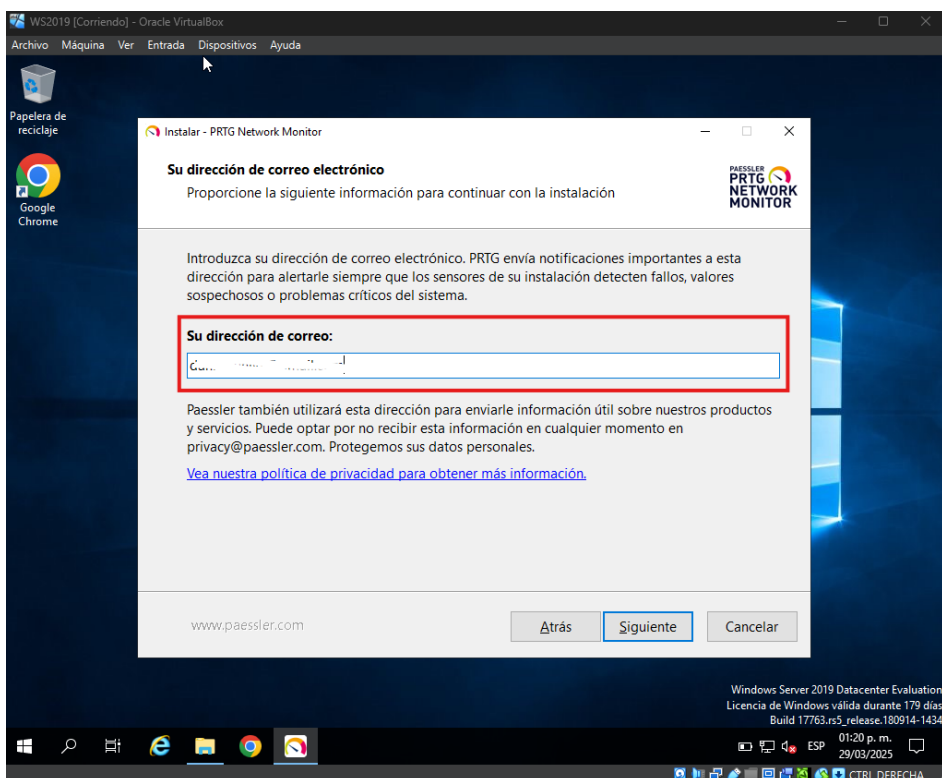 WS2019 [Corriendo] - Oracle VirtualBox
Archivo Máquina Ver Entrada Dispositivos Ayuda
Papelera de
reciclaje
Google
Chrome
Instalar - PRTG Network Monitor
Su dirección de correo electrónico
Proporcione la siguiente información para continuar con la instalación
PAESSLER
PRTG
NETWORK
MONITOR
Introduzca su dirección de correo electrónico. PRTG envía notificaciones importantes a esta
dirección para alertarle siempre que los sensores de su instalación detecten fallos, valores
sospechosos o problemas críticos del sistema.
Su dirección de correo:
Paessler también utilizará esta dirección para enviarle información útil sobre nuestros productos
y servicios. Puede optar por no recibir esta información en cualquier momento en
privacy@paessler.com. Protegemos sus datos personales.
Vea nuestra política de privacidad para obtener más información.
www.paessler.com
Atrás Siguiente Cancelar
Windows Server 2019 Datacenter Evaluation
Licencia de Windows válida durante 179 días
Build 17763.rs5_release.180914-1434
ESP
01:20 p. m.
29/03/2025
CTRL DERECHA